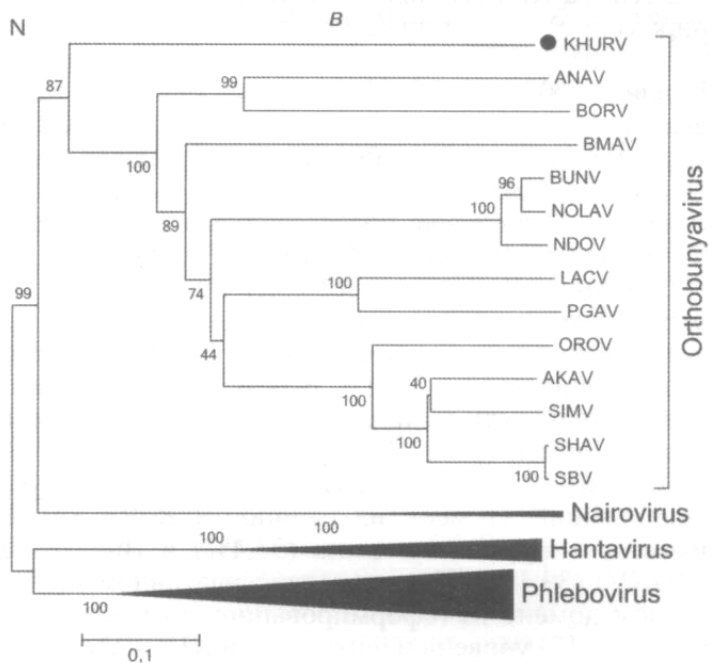 N
B
KHURV
87
99
ANAV
BORV
100
BMAV
96
BUNV
100
NOLAV
89
NDOV
100
LACV
74
PGAV
99
44
OROV
40
AKAV
100
SIMV
100
SHAV
100
SBV
Orthobunyavirus
100
Nairovirus
100
Hantavirus
100
Phlebovirus
0,1